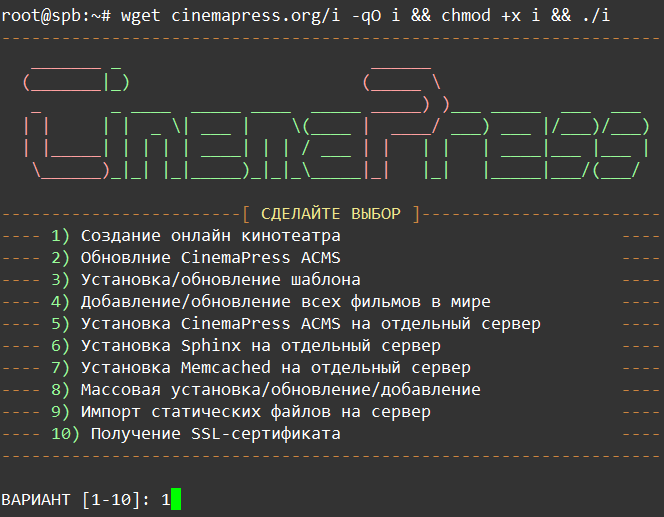 root@spb:~# wget cinemapress.org/i -qO i && chmod +x i && ./i
CinemaPress
[ СДЕЛАЙТЕ ВЫБОР ]
---- 1) Создание онлайн кинотеатра ----
---- 2) Обновлние CinemaPress ACMS ----
---- 3) Установка/обновление шаблона ----
---- 4) Добавление/обновление всех фильмов в мире ----
---- 5) Установка CinemaPress ACMS на отдельный сервер ----
---- 6) Установка Sphinx на отдельный сервер ----
---- 7) Установка Memcached на отдельный сервер ----
---- 8) Массовая установка/обновление/добавление ----
---- 9) Импорт статических файлов на сервер ----
---- 10) Получение SSL-сертификата ----
ВАРИАНТ [1-10]: 1